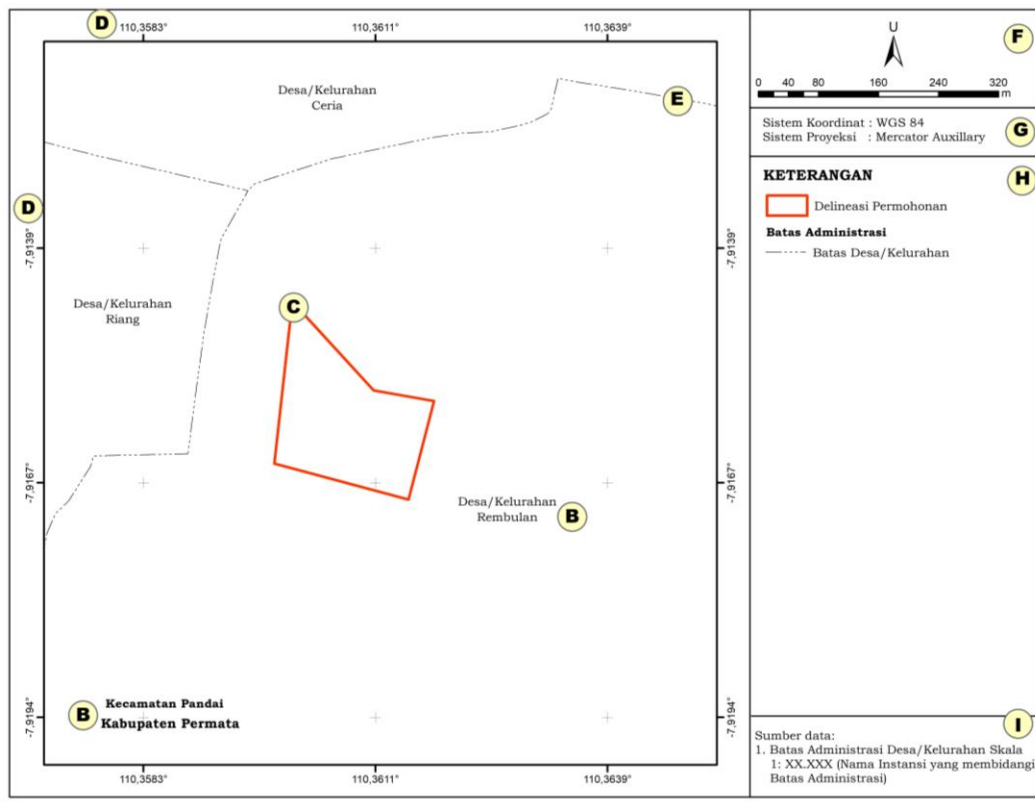 D
110,3583°
110,3611°
110,3639°
Desa/Kelurahan
Ceria
E
D
-7,9139°
-7,9139°
Desa/Kelurahan
Riang
C
-7,9167°
-7,9167°
Desa/Kelurahan
Rembulan
B
B
Kecamatan Pandai
Kabupaten Permata
-7,9194°
-7,9194°
110,3583°
110,3611°
110,3639°
U
F
0 40 80 160 240 320
m
Sistem Koordinat : WGS 84
Sistem Proyeksi : Mercator Auxillary
G
KETERANGAN
H
Delineasi Permohonan
Batas Administrasi
Batas Desa/Kelurahan
I
Sumber data:
1. Batas Administrasi Desa/Kelurahan Skala
1: XX.XXX (Nama Instansi yang membidangi
Batas Administrasi)